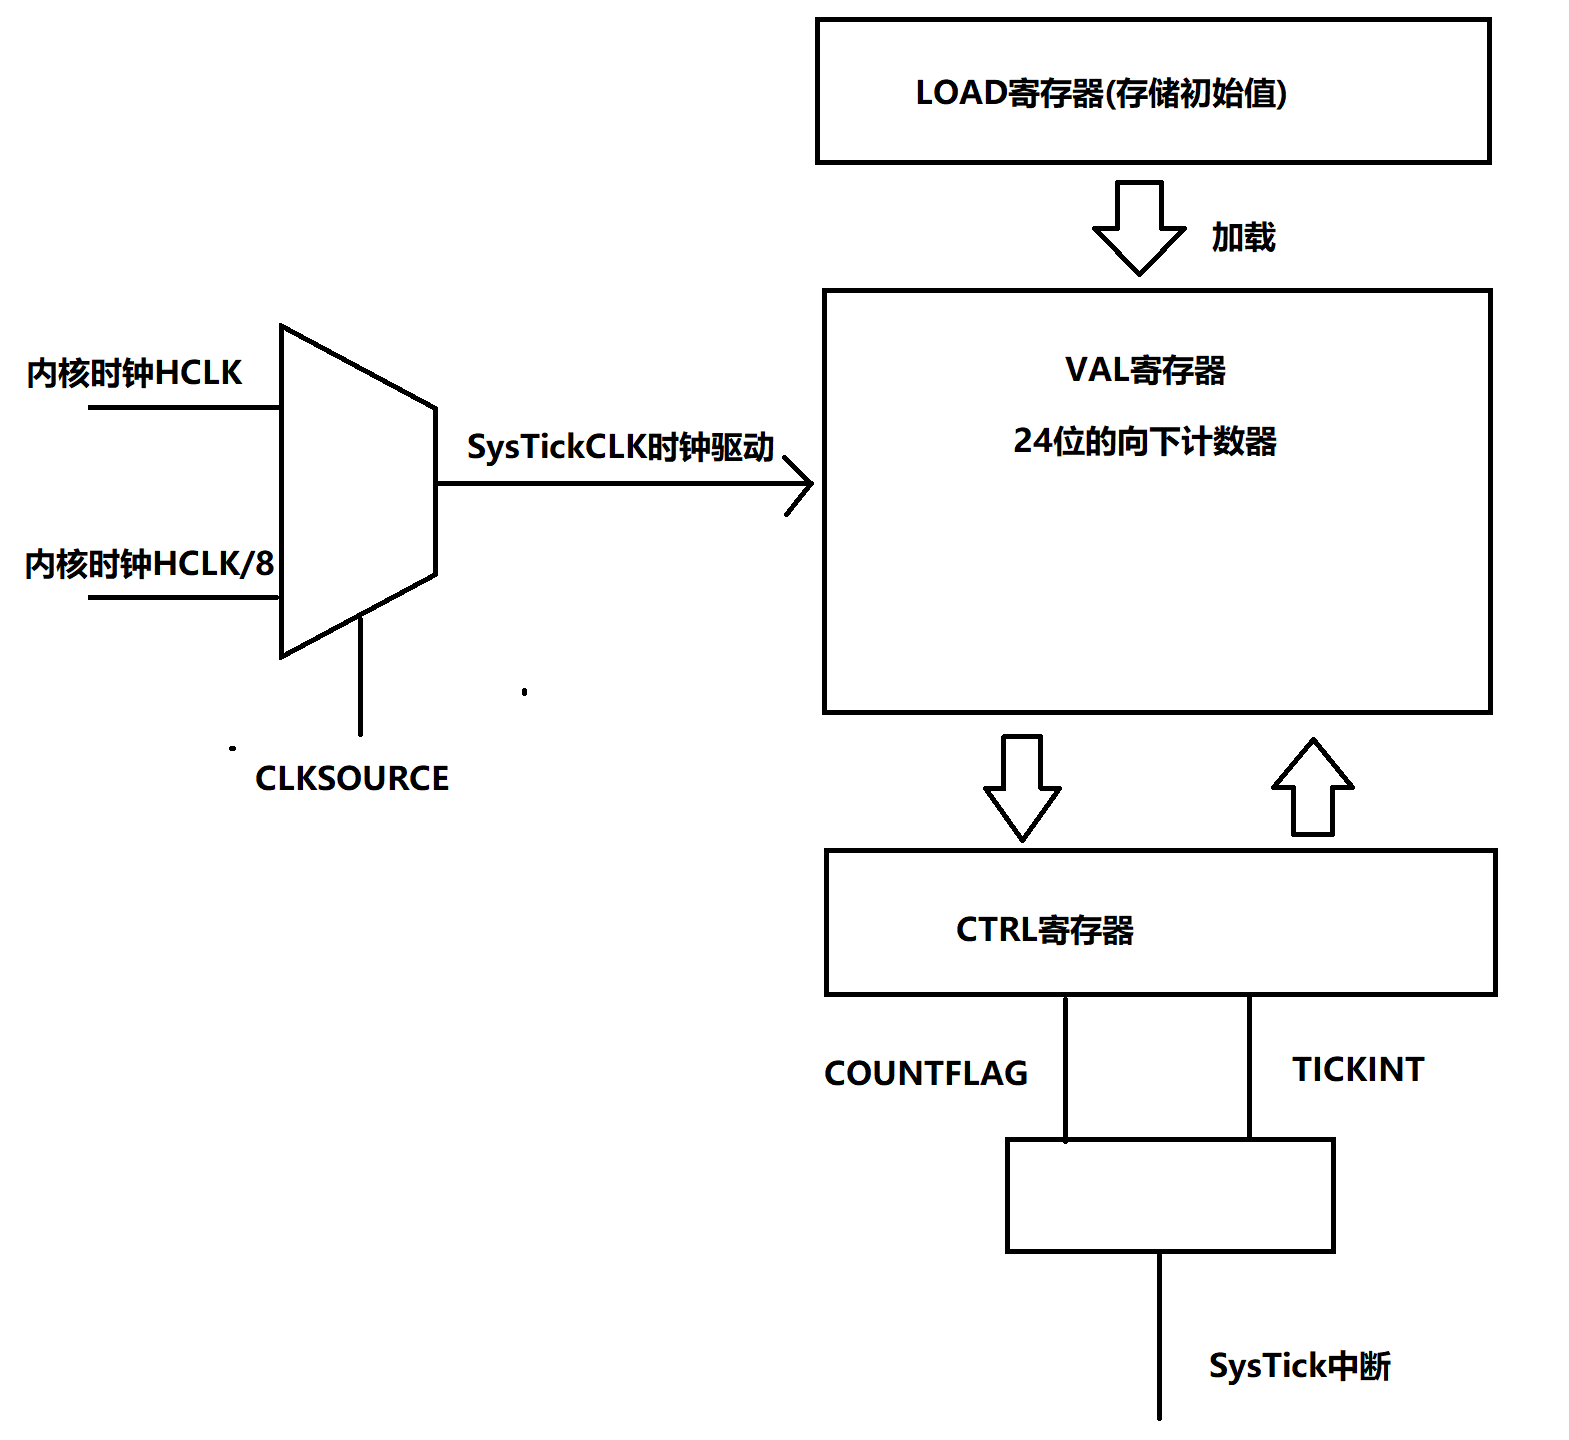 LOAD寄存器(存储初始值)
加载
内核时钟HCLK
VAL寄存器
24位的向下计数器
SysTickCLK时钟驱动
内核时钟HCLK/8
CLKSOURCE
CTRL寄存器
COUNTFLAG
TICKINT
SysTick中断